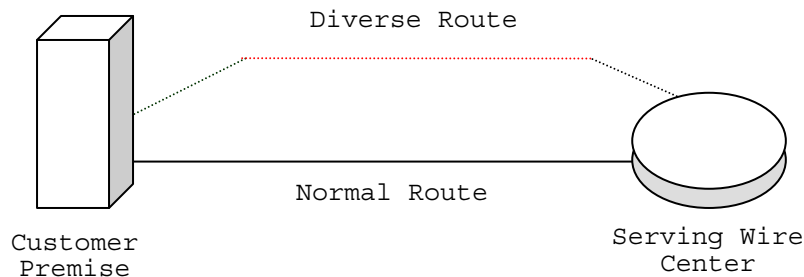 Diverse Route
Normal Route
Customer
Premise
Serving Wire
Center